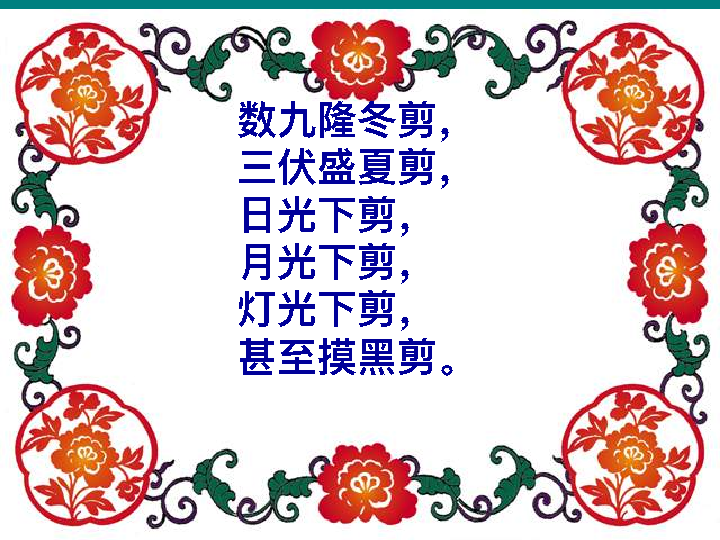 数九隆冬剪，
三伏盛夏剪，
日光下剪，
月光下剪，
灯光下剪，
甚至摸黑剪。